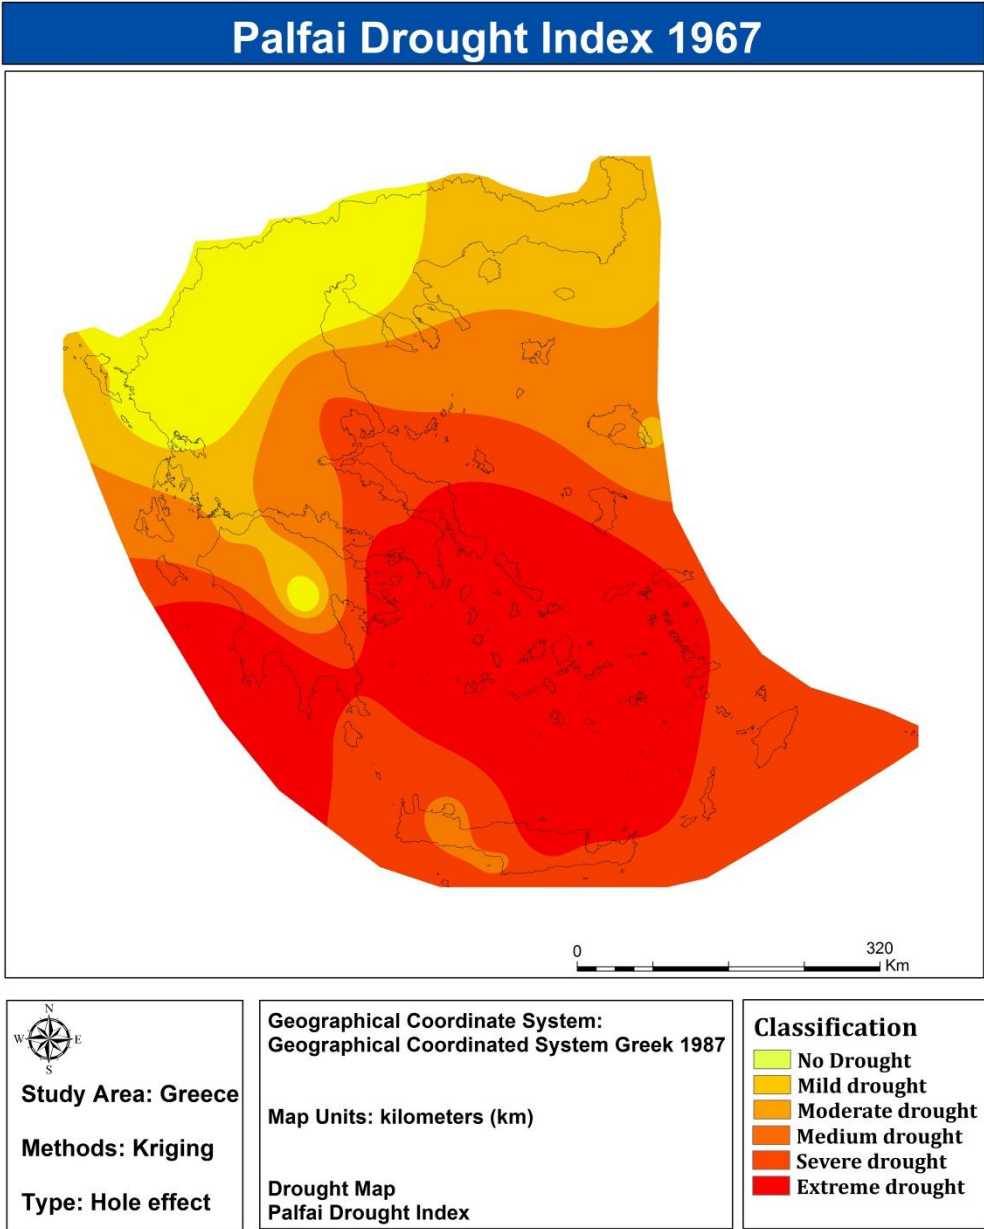 Palfai Drought Index 1967
0
320
Km
N
W
E
S
Study Area: Greece
Methods: Kriging
Type: Hole effect
Geographical Coordinate System:
Geographical Coordinated System Greek 1987
Map Units: kilometers (km)
Drought Map
Palfai Drought Index
Classification
No Drought
Mild drought
Moderate drought
Medium drought
Severe drought
Extreme drought